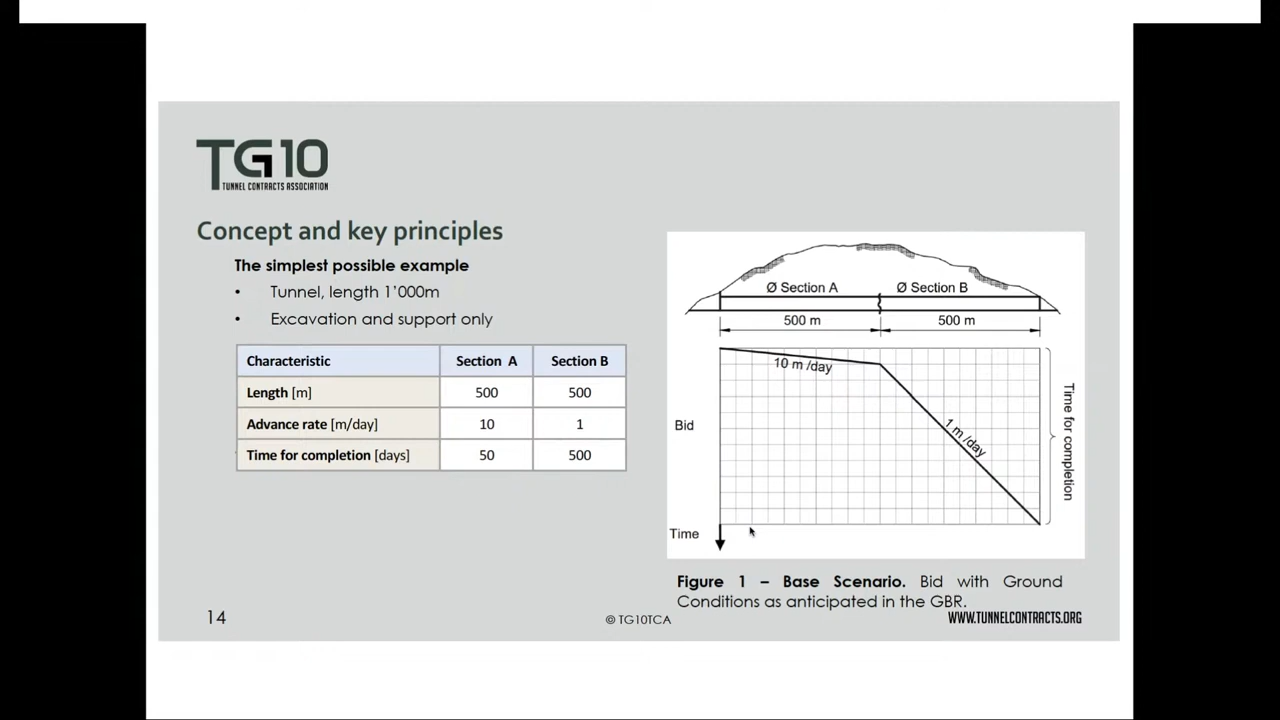 TG10
TUNNEL CONTRACTS ASSOCIATION
Concept and key principles
The simplest possible example
• Tunnel, length 1'000m
• Excavation and support only
Characteristic Section A Section B
Length [m] 500 500
Advance rate [m/day] 10 1
Time for completion [days] 50 500
Ø Section A Ø Section B
500 m 500 m
10 m/day
Bid
1 m/day
Time for completion
Time
Figure 1 – Base Scenario. Bid with Ground
Conditions as anticipated in the GBR.
14
© TG10TCA
WWW.TUNNELCONTRACTS.ORG